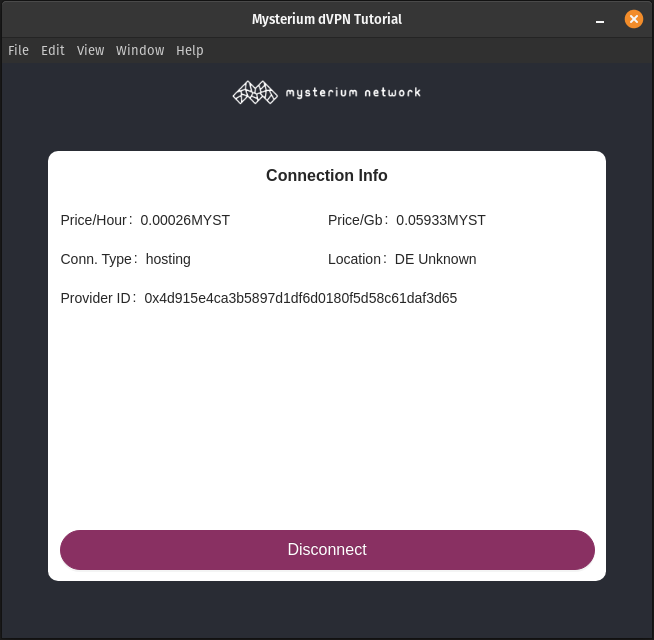 Mysterium dVPN Tutorial
File Edit View Window Help
mysterium network
Connection Info
Price/Hour: 0.00026MYST Price/Gb: 0.05933MYST
Conn. Type: hosting Location: DE Unknown
Provider ID: 0x4d915e4ca3b5897d1df6d0180f5d58c61daf3d65
Disconnect